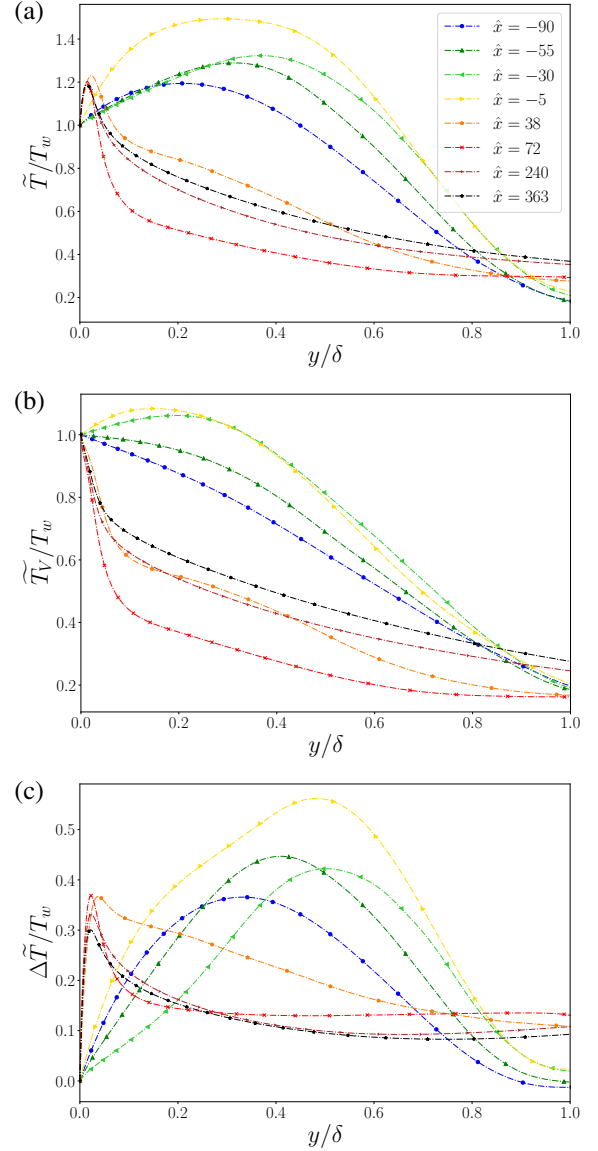 (a)
1.4
1.2
1.0
0.8
0.6
0.4
0.2
T̃/T_w
x̂ = −90
x̂ = −55
x̂ = −30
x̂ = −5
x̂ = 38
x̂ = 72
x̂ = 240
x̂ = 363
0.0 0.2 0.4 0.6 0.8 1.0
y/δ
(b)
1.0
0.8
0.6
0.4
0.2
T̃_V/T_w
0.0 0.2 0.4 0.6 0.8 1.0
y/δ
(c)
0.5
0.4
0.3
0.2
0.1
0.0
ΔT̃/T_w
0.0 0.2 0.4 0.6 0.8 1.0
y/δ